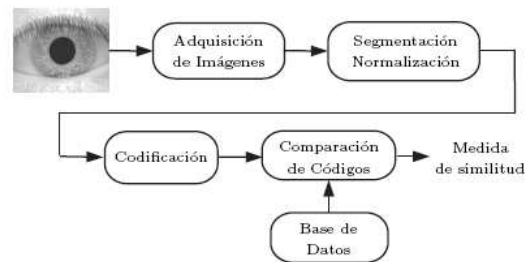 Adquisición
de Imágenes
Segmentación
Normalización
Codificación
Comparación
de Códigos
Medida
de similitud
Base de
Datos